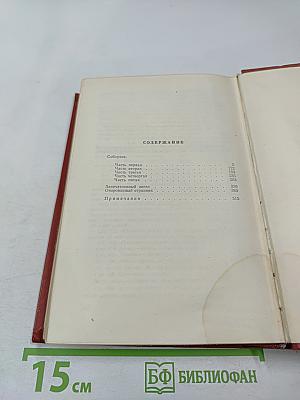 СОДЕРЖАНИЕ
Соборяне.
Часть первая
Часть вторая
Часть третья
Часть четвертая
Часть пятая
Запечатленный ангел
Очарованный странник
Примечания
15 см
БФ БИБЛИОФАН